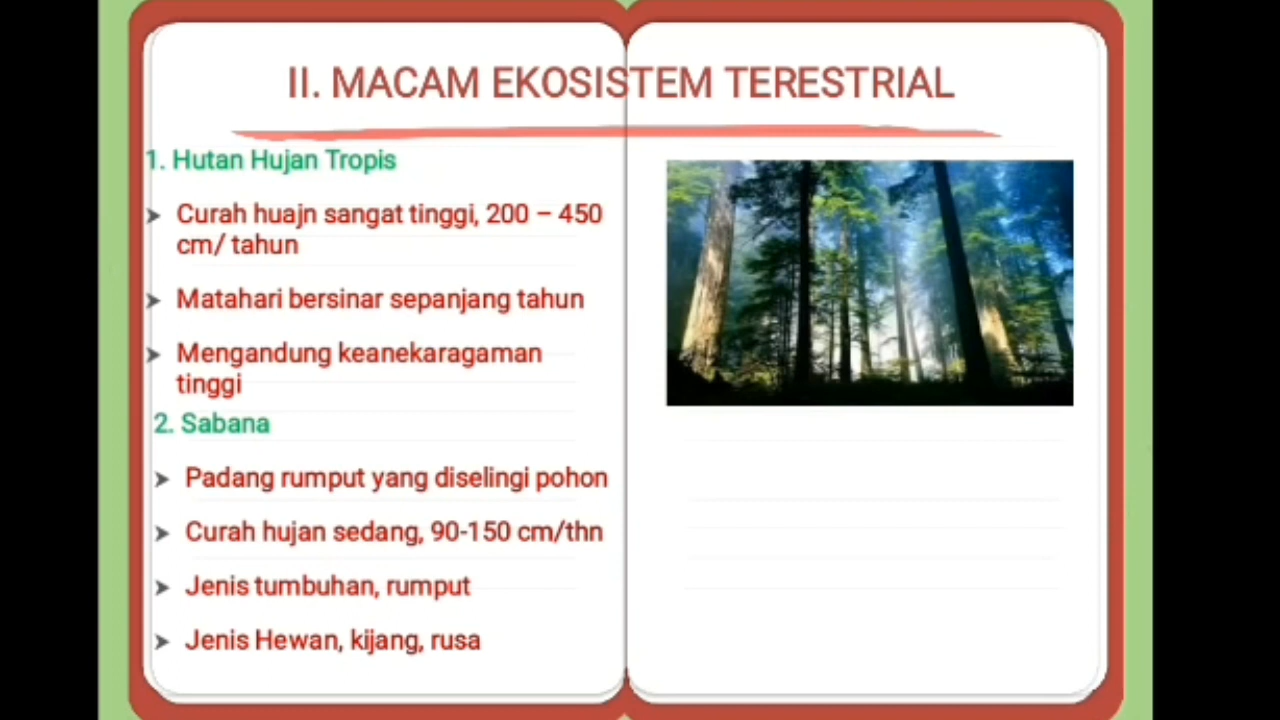 II. MACAM EKOSISTEM TERESTRIAL
1. Hutan Hujan Tropis
➤ Curah huajn sangat tinggi, 200 – 450
cm/ tahun
➤ Matahari bersinar sepanjang tahun
➤ Mengandung keanekaragaman
tinggi
2. Sabana
➤ Padang rumput yang diselingi pohon
➤ Curah hujan sedang, 90-150 cm/thn
➤ Jenis tumbuhan, rumput
➤ Jenis Hewan, kijang, rusa